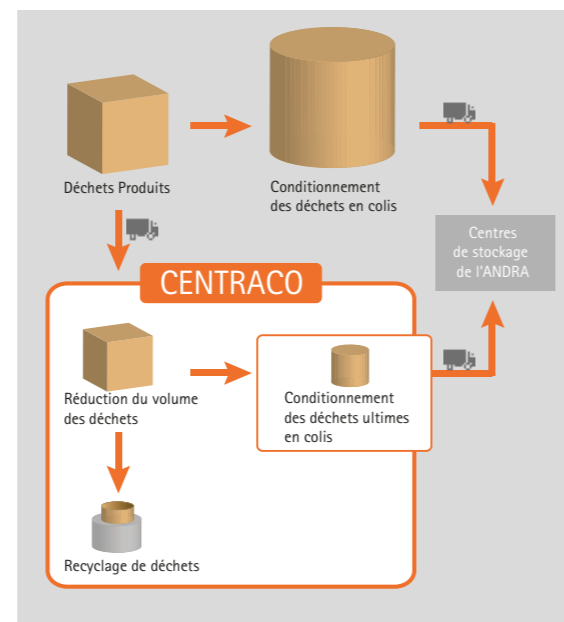 Déchets Produits
Conditionnement
des déchets en colis
Centres
de stockage
de l'ANDRA
CENTRACO
Réduction du volume
des déchets
Conditionnement
des déchets ultimes
en colis
Recyclage de déchets